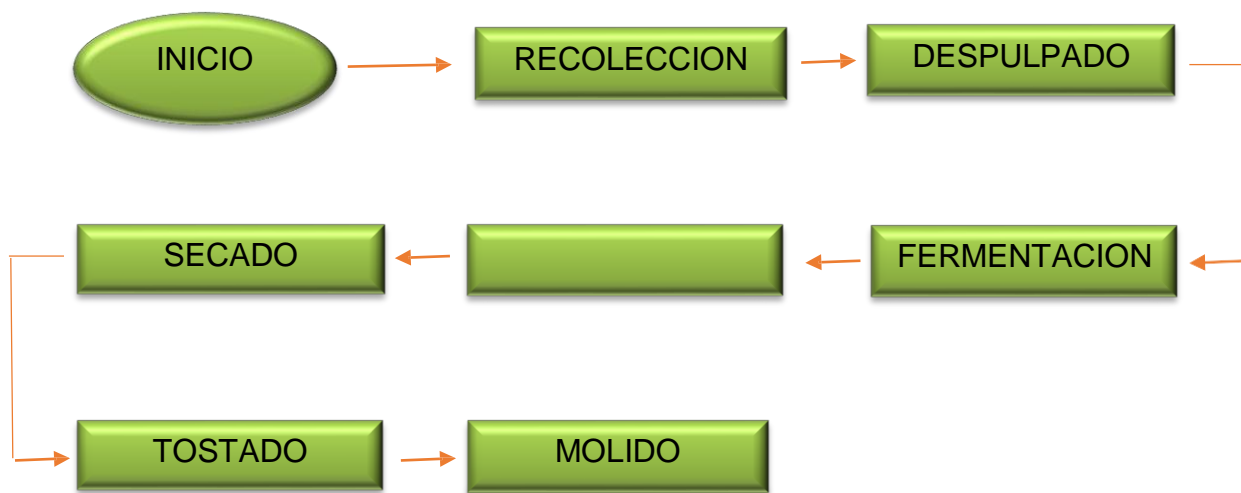 INICIO
RECOLECCION
DESPULPADO
SECADO
FERMENTACION
TOSTADO
MOLIDO